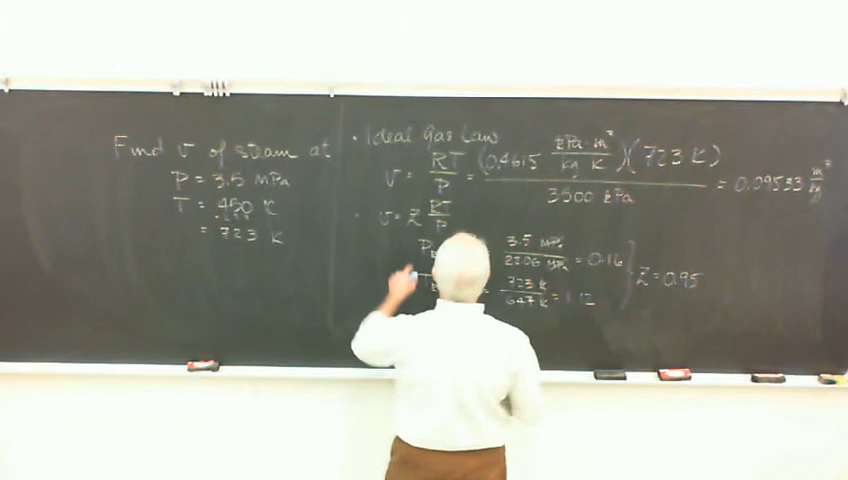 Find v of steam at
P = 3.5 MPa
T = 450 C
= 723 K
• Ideal Gas Law
v = RT/P = (0.4615 kPa·m³/kg K)(723 K)/3500 kPa = 0.09533 m³/kg
• v = Z RT/P
P 3.5 MPa/22.06 MPa = 0.16
T 723 K/647 K = 1.12 } Z = 0.95